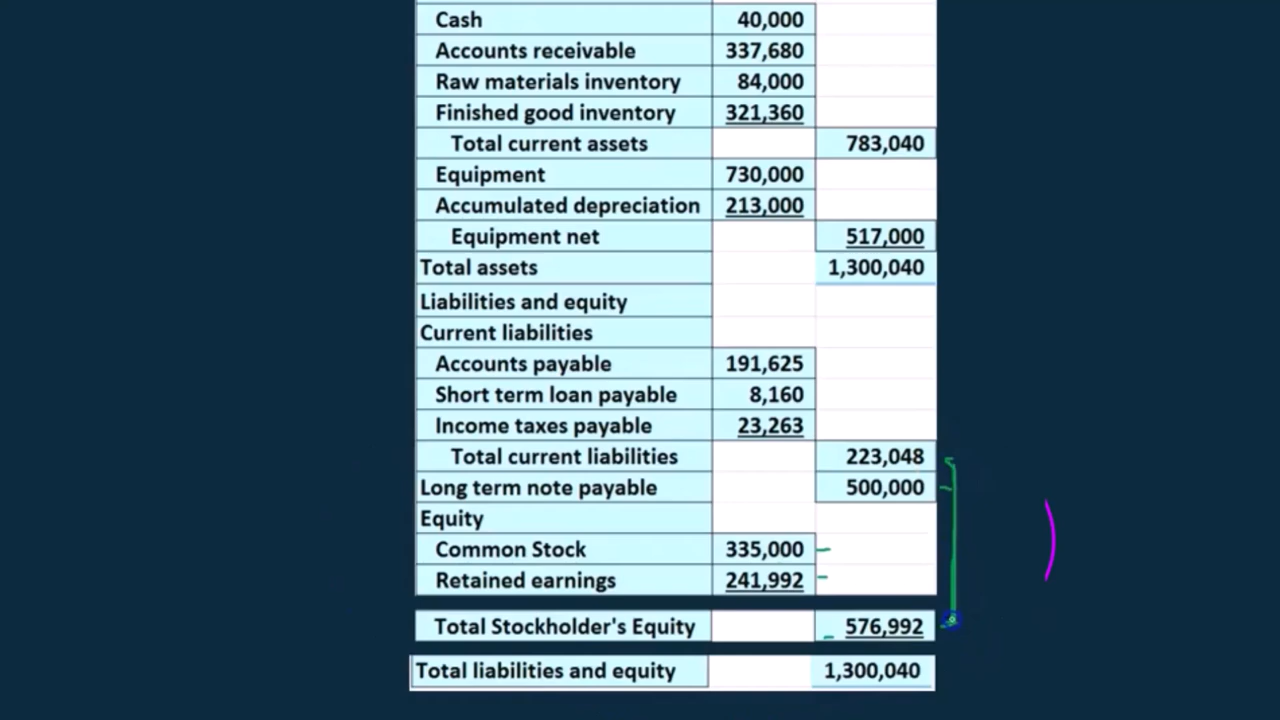 Cash 40,000
Accounts receivable 337,680
Raw materials inventory 84,000
Finished good inventory 321,360
Total current assets 783,040
Equipment 730,000
Accumulated depreciation 213,000
Equipment net 517,000
Total assets 1,300,040
Liabilities and equity
Current liabilities
Accounts payable 191,625
Short term loan payable 8,160
Income taxes payable 23,263
Total current liabilities 223,048
Long term note payable 500,000
Equity
Common Stock 335,000
Retained earnings 241,992
Total Stockholder's Equity 576,992
Total liabilities and equity 1,300,040